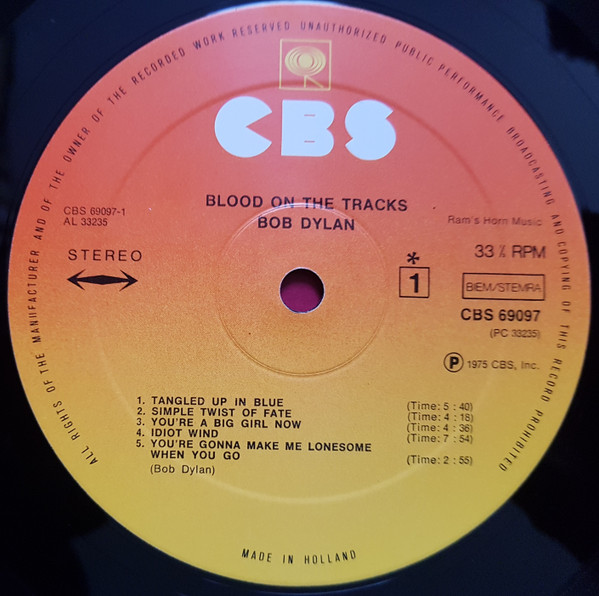 ALL RIGHTS OF THE MANUFACTURER AND OF THE OWNER OF THE RECORDED WORK RESERVED UNAUTHORIZED PUBLIC PERFORMANCE BROADCASTING AND COPYING OF THIS RECORD PROHIBITED
CBS
BLOOD ON THE TRACKS
BOB DYLAN
CBS 69097-1
AL 33235
STEREO
Ram's Horn Music
33⅓ RPM
*
1
BIEM/STEMRA
CBS 69097
(PC 33235)
Ⓟ 1975 CBS, Inc.
1. TANGLED UP IN BLUE (Time: 5 : 40)
2. SIMPLE TWIST OF FATE (Time: 4 : 18)
3. YOU'RE A BIG GIRL NOW (Time: 4 : 36)
4. IDIOT WIND (Time: 7 : 54)
5. YOU'RE GONNA MAKE ME LONESOME
WHEN YOU GO (Time: 2 : 55)
(Bob Dylan)
MADE IN HOLLAND